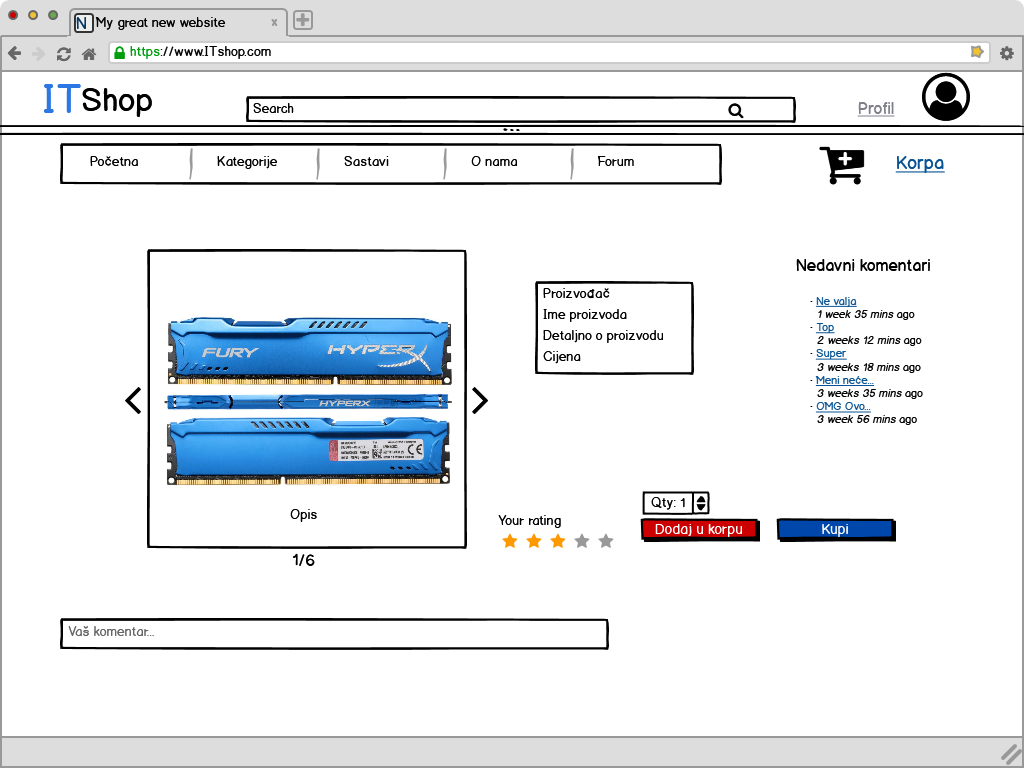 N My great new website x
https://www.ITshop.com
ITShop
Search
Profil
Početna Kategorije Sastavi O nama Forum
Korpa
FURY HYPERX
HYPERX
Opis
1/6
Proizvođač
Ime proizvoda
Detaljno o proizvodu
Cijena
Nedavni komentari
- Ne valja
1 week 35 mins ago
- Top
2 weeks 12 mins ago
- Super
3 weeks 18 mins ago
- Meni neće...
3 weeks 35 mins ago
- OMG Ovo...
3 week 56 mins ago
Your rating
Qty: 1
Dodaj u korpu
Kupi
Vaš komentar...